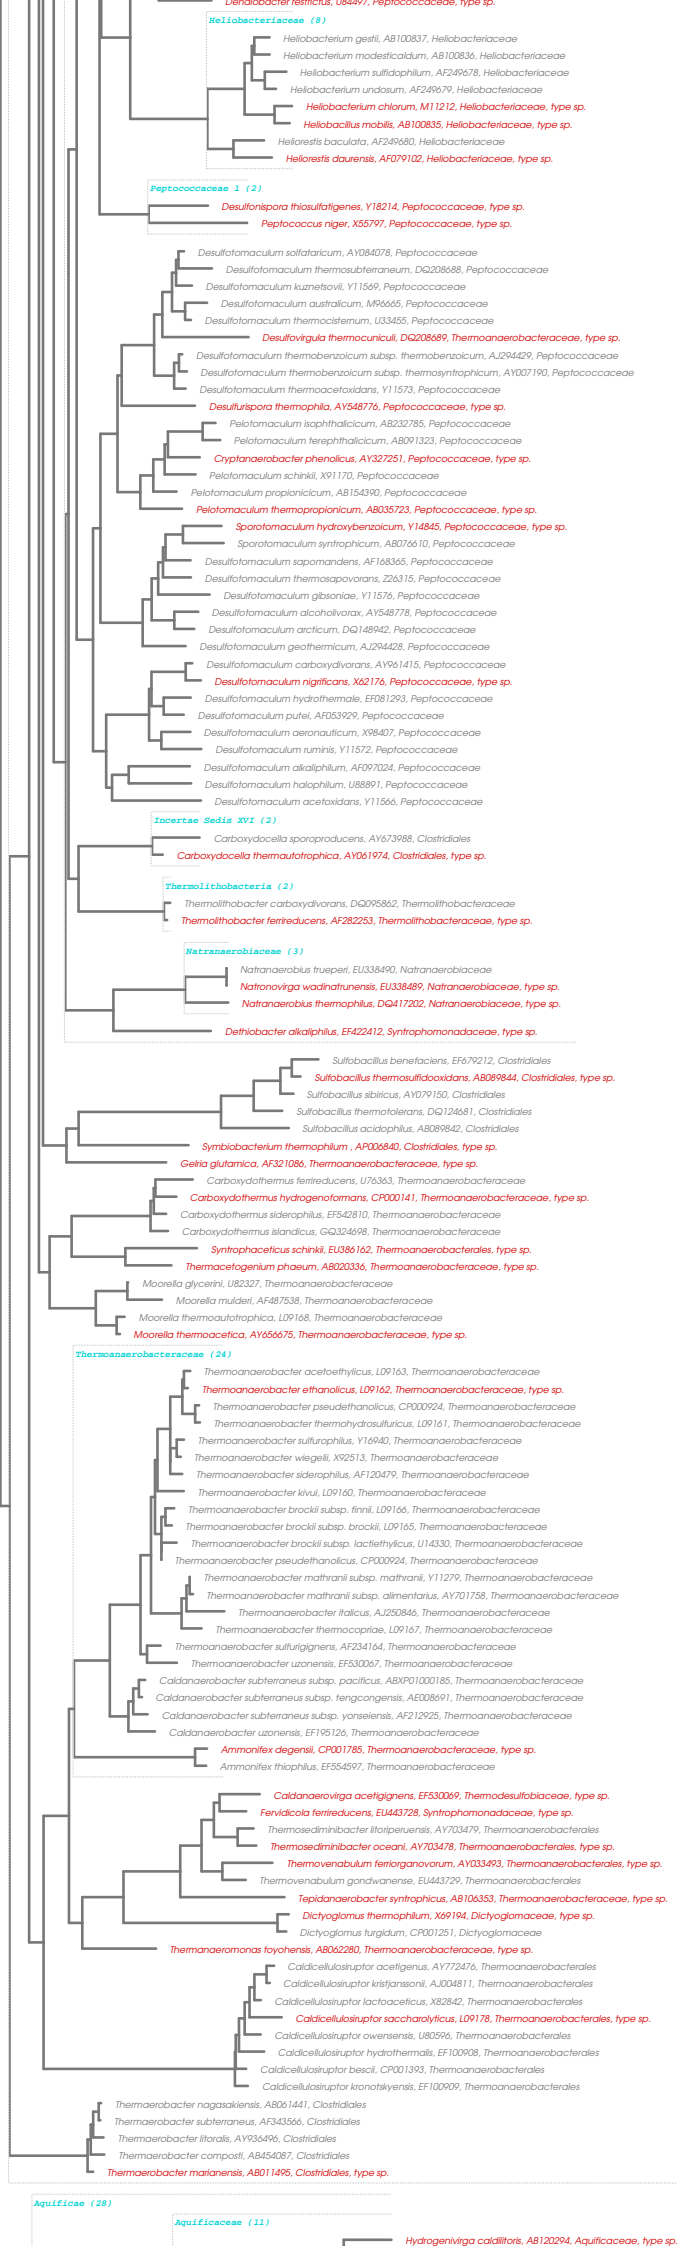 Dehalobacter restrictus, U84497, Peptococcaceae, type sp.
Heliobacteriaceae (8)
Heliobacterium gestii, AB100837, Heliobacteriaceae
Heliobacterium modesticaldum, AB100836, Heliobacteriaceae
Heliobacterium sulfidophilum, AF249678, Heliobacteriaceae
Heliobacterium undosum, AF249679, Heliobacteriaceae
Heliobacterium chlorum, M11212, Heliobacteriaceae, type sp.
Heliobacillus mobilis, AB100835, Heliobacteriaceae, type sp.
Heliorestis baculata, AF249680, Heliobacteriaceae
Heliorestis daurensis, AF079102, Heliobacteriaceae, type sp.
Peptococcaceae 1 (2)
Desulfonispora thiosulfatigenes, Y18214, Peptococcaceae, type sp.
Peptococcus niger, X55797, Peptococcaceae, type sp.
Desulfotomaculum solfataricum, AY084078, Peptococcaceae
Desulfotomaculum thermosubterraneum, DQ208688, Peptococcaceae
Desulfotomaculum kuznetsovii, Y11569, Peptococcaceae
Desulfotomaculum australicum, M96665, Peptococcaceae
Desulfotomaculum thermocisternum, U33455, Peptococcaceae
Desulfovirgula thermocuniculi, DQ208689, Thermoanaerobacteraceae, type sp.
Desulfotomaculum thermobenzoicum subsp. thermobenzoicum, AJ294429, Peptococcaceae
Desulfotomaculum thermobenzoicum subsp. thermosyntrophicum, AY007190, Peptococcaceae
Desulfotomaculum thermoacetoxidans, Y11573, Peptococcaceae
Desulfurispora thermophila, AY548776, Peptococcaceae, type sp.
Pelotomaculum isophthalicicum, AB232785, Peptococcaceae
Pelotomaculum terephthalicicum, AB091323, Peptococcaceae
Cryptanaerobacter phenolicus, AY327251, Peptococcaceae, type sp.
Pelotomaculum schinkii, X91170, Peptococcaceae
Pelotomaculum propionicicum, AB154390, Peptococcaceae
Pelotomaculum thermopropionicum, AB035723, Peptococcaceae, type sp.
Sporotomaculum hydroxybenzoicum, Y14845, Peptococcaceae, type sp.
Sporotomaculum syntrophicum, AB076610, Peptococcaceae
Desulfotomaculum sapomandens, AF168365, Peptococcaceae
Desulfotomaculum thermosapovorans, Z26315, Peptococcaceae
Desulfotomaculum gibsoniae, Y11576, Peptococcaceae
Desulfotomaculum alcoholivorax, AY548778, Peptococcaceae
Desulfotomaculum arcticum, DQ148942, Peptococcaceae
Desulfotomaculum geothermicum, AJ294428, Peptococcaceae
Desulfotomaculum carboxydivorans, AY961415, Peptococcaceae
Desulfotomaculum nigrificans, X62176, Peptococcaceae, type sp.
Desulfotomaculum hydrothermale, EF081293, Peptococcaceae
Desulfotomaculum putei, AF053929, Peptococcaceae
Desulfotomaculum aeronauticum, X98407, Peptococcaceae
Desulfotomaculum ruminis, Y11572, Peptococcaceae
Desulfotomaculum alkaliphilum, AF097024, Peptococcaceae
Desulfotomaculum halophilum, U88891, Peptococcaceae
Desulfotomaculum acetoxidans, Y11566, Peptococcaceae
Incertae Sedis XVI (2)
Carboxydocella sporoproducens, AY673988, Clostridiales
Carboxydocella thermautotrophica, AY061974, Clostridiales, type sp.
Thermolithobacteria (2)
Thermolithobacter carboxydivorans, DQ095862, Thermolithobacteraceae
Thermolithobacter ferrireducens, AF282253, Thermolithobacteraceae, type sp.
Natranaerobiaceae (3)
Natranaerobius trueperi, EU338490, Natranaerobiaceae
Natronovirga wadinatrunensis, EU338489, Natranaerobiaceae, type sp.
Natranaerobius thermophilus, DQ417202, Natranaerobiaceae, type sp.
Dethiobacter alkaliphilus, EF422412, Syntrophomonadaceae, type sp.
Sulfobacillus benefaciens, EF679212, Clostridiales
Sulfobacillus thermosulfidooxidans, AB089844, Clostridiales, type sp.
Sulfobacillus sibiricus, AY079150, Clostridiales
Sulfobacillus thermotolerans, DQ124681, Clostridiales
Sulfobacillus acidophilus, AB089842, Clostridiales
Symbiobacterium thermophilum , AP006840, Clostridiales, type sp.
Gelria glutamica, AF321086, Thermoanaerobacteraceae, type sp.
Carboxydothermus ferrireducens, U76363, Thermoanaerobacteraceae
Carboxydothermus hydrogenoformans, CP000141, Thermoanaerobacteraceae, type sp.
Carboxydothermus siderophilus, EF542810, Thermoanaerobacteraceae
Carboxydothermus islandicus, GQ324698, Thermoanaerobacteraceae
Syntrophaceticus schinkii, EU386162, Thermoanaerobacterales, type sp.
Thermacetogenium phaeum, AB020336, Thermoanaerobacteraceae, type sp.
Moorella glycerini, U82327, Thermoanaerobacteraceae
Moorella mulderi, AF487538, Thermoanaerobacteraceae
Moorella thermoautotrophica, L09168, Thermoanaerobacteraceae
Moorella thermoacetica, AY656675, Thermoanaerobacteraceae, type sp.
Thermoanaerobacteraceae (24)
Thermoanaerobacter acetoethylicus, L09163, Thermoanaerobacteraceae
Thermoanaerobacter ethanolicus, L09162, Thermoanaerobacteraceae, type sp.
Thermoanaerobacter pseudethanolicus, CP000924, Thermoanaerobacteraceae
Thermoanaerobacter thermohydrosulfuricus, L09161, Thermoanaerobacteraceae
Thermoanaerobacter sulfurophilus, Y16940, Thermoanaerobacteraceae
Thermoanaerobacter wiegelii, X92513, Thermoanaerobacteraceae
Thermoanaerobacter siderophilus, AF120479, Thermoanaerobacteraceae
Thermoanaerobacter kivui, L09160, Thermoanaerobacteraceae
Thermoanaerobacter brockii subsp. finnii, L09166, Thermoanaerobacteraceae
Thermoanaerobacter brockii subsp. brockii, L09165, Thermoanaerobacteraceae
Thermoanaerobacter brockii subsp. lactiethylicus, U14330, Thermoanaerobacteraceae
Thermoanaerobacter pseudethanolicus, CP000924, Thermoanaerobacteraceae
Thermoanaerobacter mathranii subsp. mathranii, Y11279, Thermoanaerobacteraceae
Thermoanaerobacter mathranii subsp. alimentarius, AY701758, Thermoanaerobacteraceae
Thermoanaerobacter italicus, AJ250846, Thermoanaerobacteraceae
Thermoanaerobacter thermocopriae, L09167, Thermoanaerobacteraceae
Thermoanaerobacter sulfurigignens, AF234164, Thermoanaerobacteraceae
Thermoanaerobacter uzonensis, EF530067, Thermoanaerobacteraceae
Caldanaerobacter subterraneus subsp. pacificus, ABXP01000185, Thermoanaerobacteraceae
Caldanaerobacter subterraneus subsp. tengcongensis, AE008691, Thermoanaerobacteraceae
Caldanaerobacter subterraneus subsp. yonseiensis, AF212925, Thermoanaerobacteraceae
Caldanaerobacter uzonensis, EF195126, Thermoanaerobacteraceae
Ammonifex degensii, CP001785, Thermoanaerobacteraceae, type sp.
Ammonifex thiophilus, EF554597, Thermoanaerobacteraceae
Caldanaerovirga acetigignens, EF530069, Thermodesulfobiaceae, type sp.
Fervidicola ferrireducens, EU443728, Syntrophomonadaceae, type sp.
Thermosediminibacter litoriperuensis, AY703479, Thermoanaerobacterales
Thermosediminibacter oceani, AY703478, Thermoanaerobacterales, type sp.
Thermovenabulum ferriorganovorum, AY033493, Thermoanaerobacterales, type sp.
Thermovenabulum gondwanense, EU443729, Thermoanaerobacterales
Tepidanaerobacter syntrophicus, AB106353, Thermoanaerobacteraceae, type sp.
Dictyoglomus thermophilum, X69194, Dictyoglomaceae, type sp.
Dictyoglomus turgidum, CP001251, Dictyoglomaceae
Thermanaeromonas toyohensis, AB062280, Thermoanaerobacteraceae, type sp.
Caldicellulosiruptor acetigenus, AY772476, Thermoanaerobacterales
Caldicellulosiruptor kristjanssonii, AJ004811, Thermoanaerobacterales
Caldicellulosiruptor lactoaceticus, X82842, Thermoanaerobacterales
Caldicellulosiruptor saccharolyticus, L09178, Thermoanaerobacterales, type sp.
Caldicellulosiruptor owensensis, U80596, Thermoanaerobacterales
Caldicellulosiruptor hydrothermalis, EF100908, Thermoanaerobacterales
Caldicellulosiruptor bescii, CP001393, Thermoanaerobacterales
Caldicellulosiruptor kronotskyensis, EF100909, Thermoanaerobacterales
Thermaerobacter nagasakiensis, AB061441, Clostridiales
Thermaerobacter subterraneus, AF343566, Clostridiales
Thermaerobacter litoralis, AY936496, Clostridiales
Thermaerobacter composti, AB454087, Clostridiales
Thermaerobacter marianensis, AB011495, Clostridiales, type sp.
Aquificae (28)
Aquificaceae (11)
Hydrogenivirga caldilitoris, AB120294, Aquificaceae, type sp.